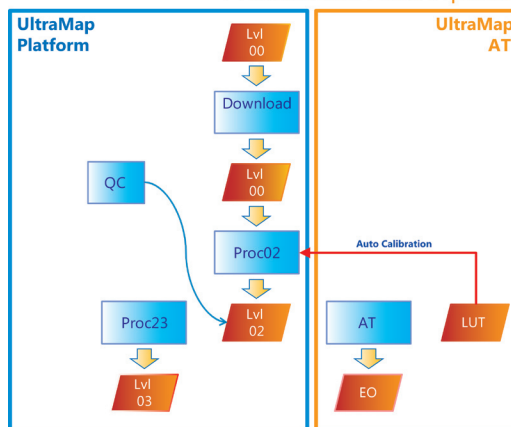 UltraMap
Platform
UltraMap
AT
Lvl
00
Download
Lvl
00
QC
Proc02
Auto Calibration
Proc23
Lvl
02
AT
LUT
Lvl
03
EO